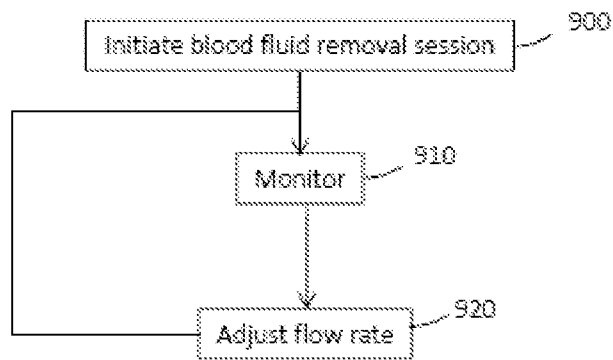 Initiate blood fluid removal session
900
Monitor
910
Adjust flow rate
920